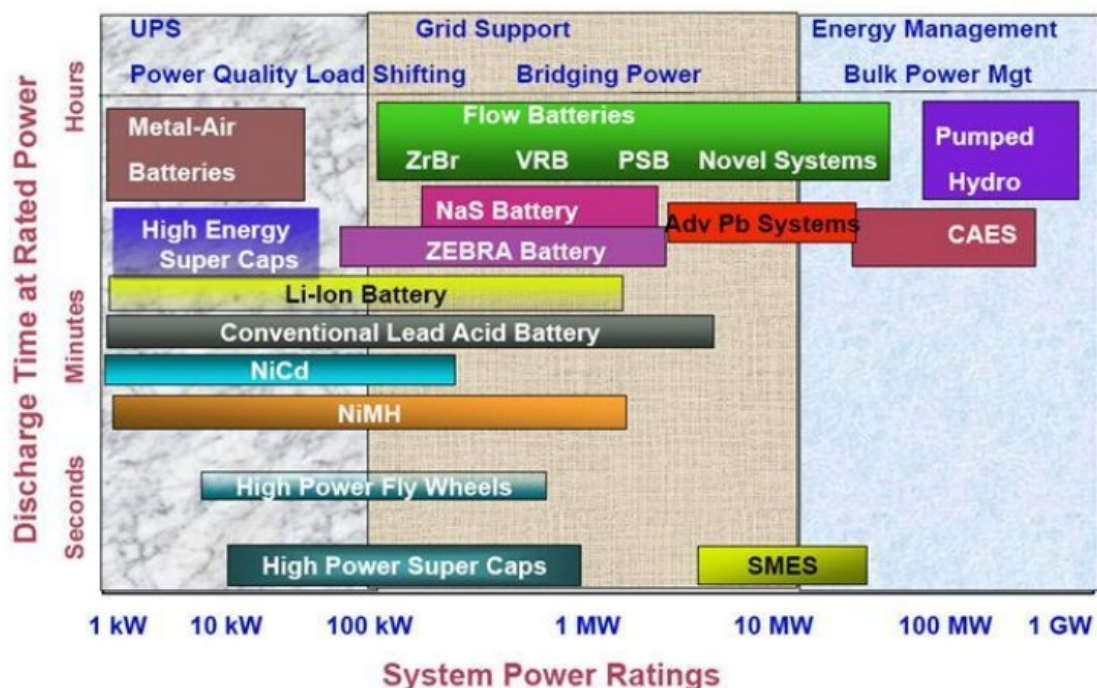 UPS
Grid Support
Energy Management
Power Quality Load Shifting
Bridging Power
Bulk Power Mgt
Discharge Time at Rated Power
Hours
Minutes
Seconds
Metal-Air
Batteries
Flow Batteries
ZrBr VRB PSB Novel Systems
Pumped
Hydro
High Energy
Super Caps
NaS Battery
Adv Pb Systems
CAES
ZEBRA Battery
Li-Ion Battery
Conventional Lead Acid Battery
NiCd
NiMH
High Power Fly Wheels
High Power Super Caps
SMES
1 kW 10 kW 100 kW 1 MW 10 MW 100 MW 1 GW
System Power Ratings